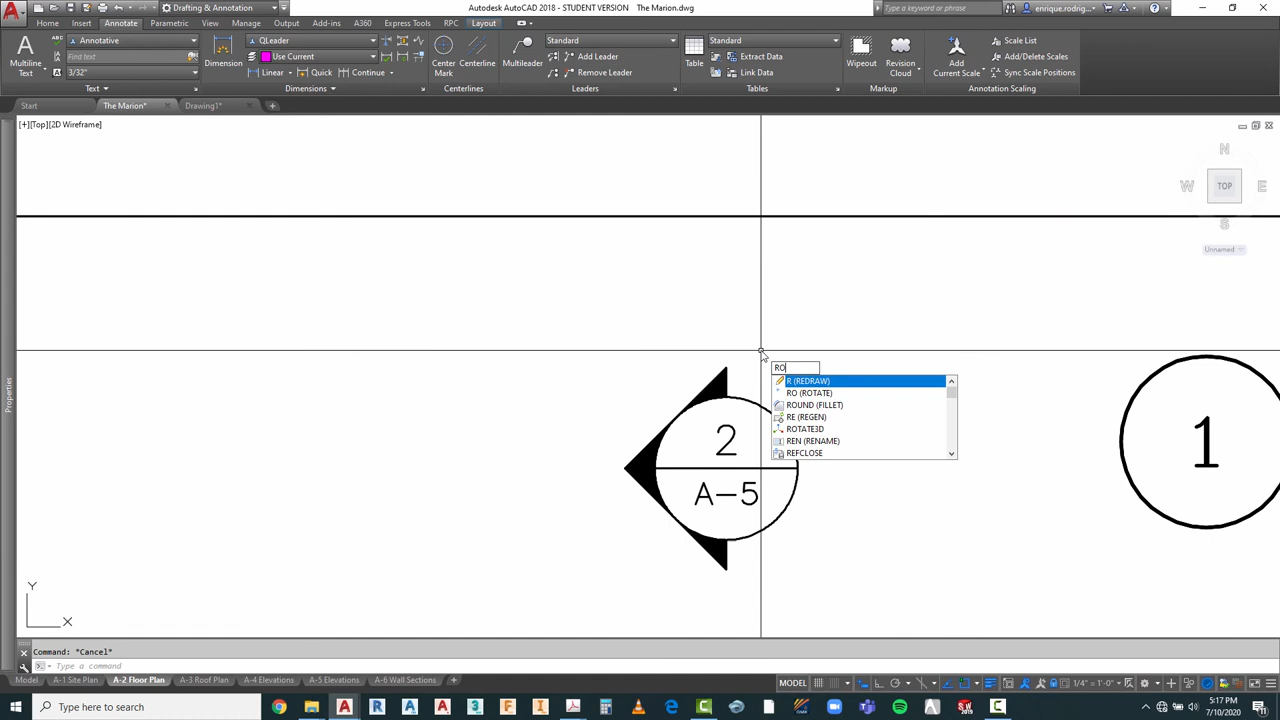 Drafting & Annotation
Autodesk AutoCAD 2018 - STUDENT VERSION The Marion.dwg
Type a keyword or phrase
enrique.rodrig...
Home Insert Annotate Parametric View Manage Output Add-ins A360 Express Tools RPC Layout
Annotative QLeader Standard Add Leader Standard Extract Data Scale List
Find text Use Current Remove Leader Link Data Add/Delete Scales
3/32" Linear Quick Continue Sync Scale Positions
Multiline Text Dimension Center Mark Centerline Multileader Table Wipeout Revision Cloud Add Current Scale
Text Dimensions Centerlines Leaders Tables Markup Annotation Scaling
Start The Marion* Drawing1*
[+][Top][2D Wireframe]
N
W TOP E
S
Unnamed
RO
R (REDRAW)
RO (ROTATE)
ROUND (FILLET)
RE (REGEN)
ROTATE3D
REN (RENAME)
REFCLOSE
2
A-5
1
Y
X
Command: *Cancel*
Type a command
Model A-1 Site Plan A-2 Floor Plan A-3 Roof Plan A-4 Elevations A-5 Elevations A-6 Wall Sections
MODEL 1/4" = 1'-0"
Type here to search
5:17 PM
7/10/2020